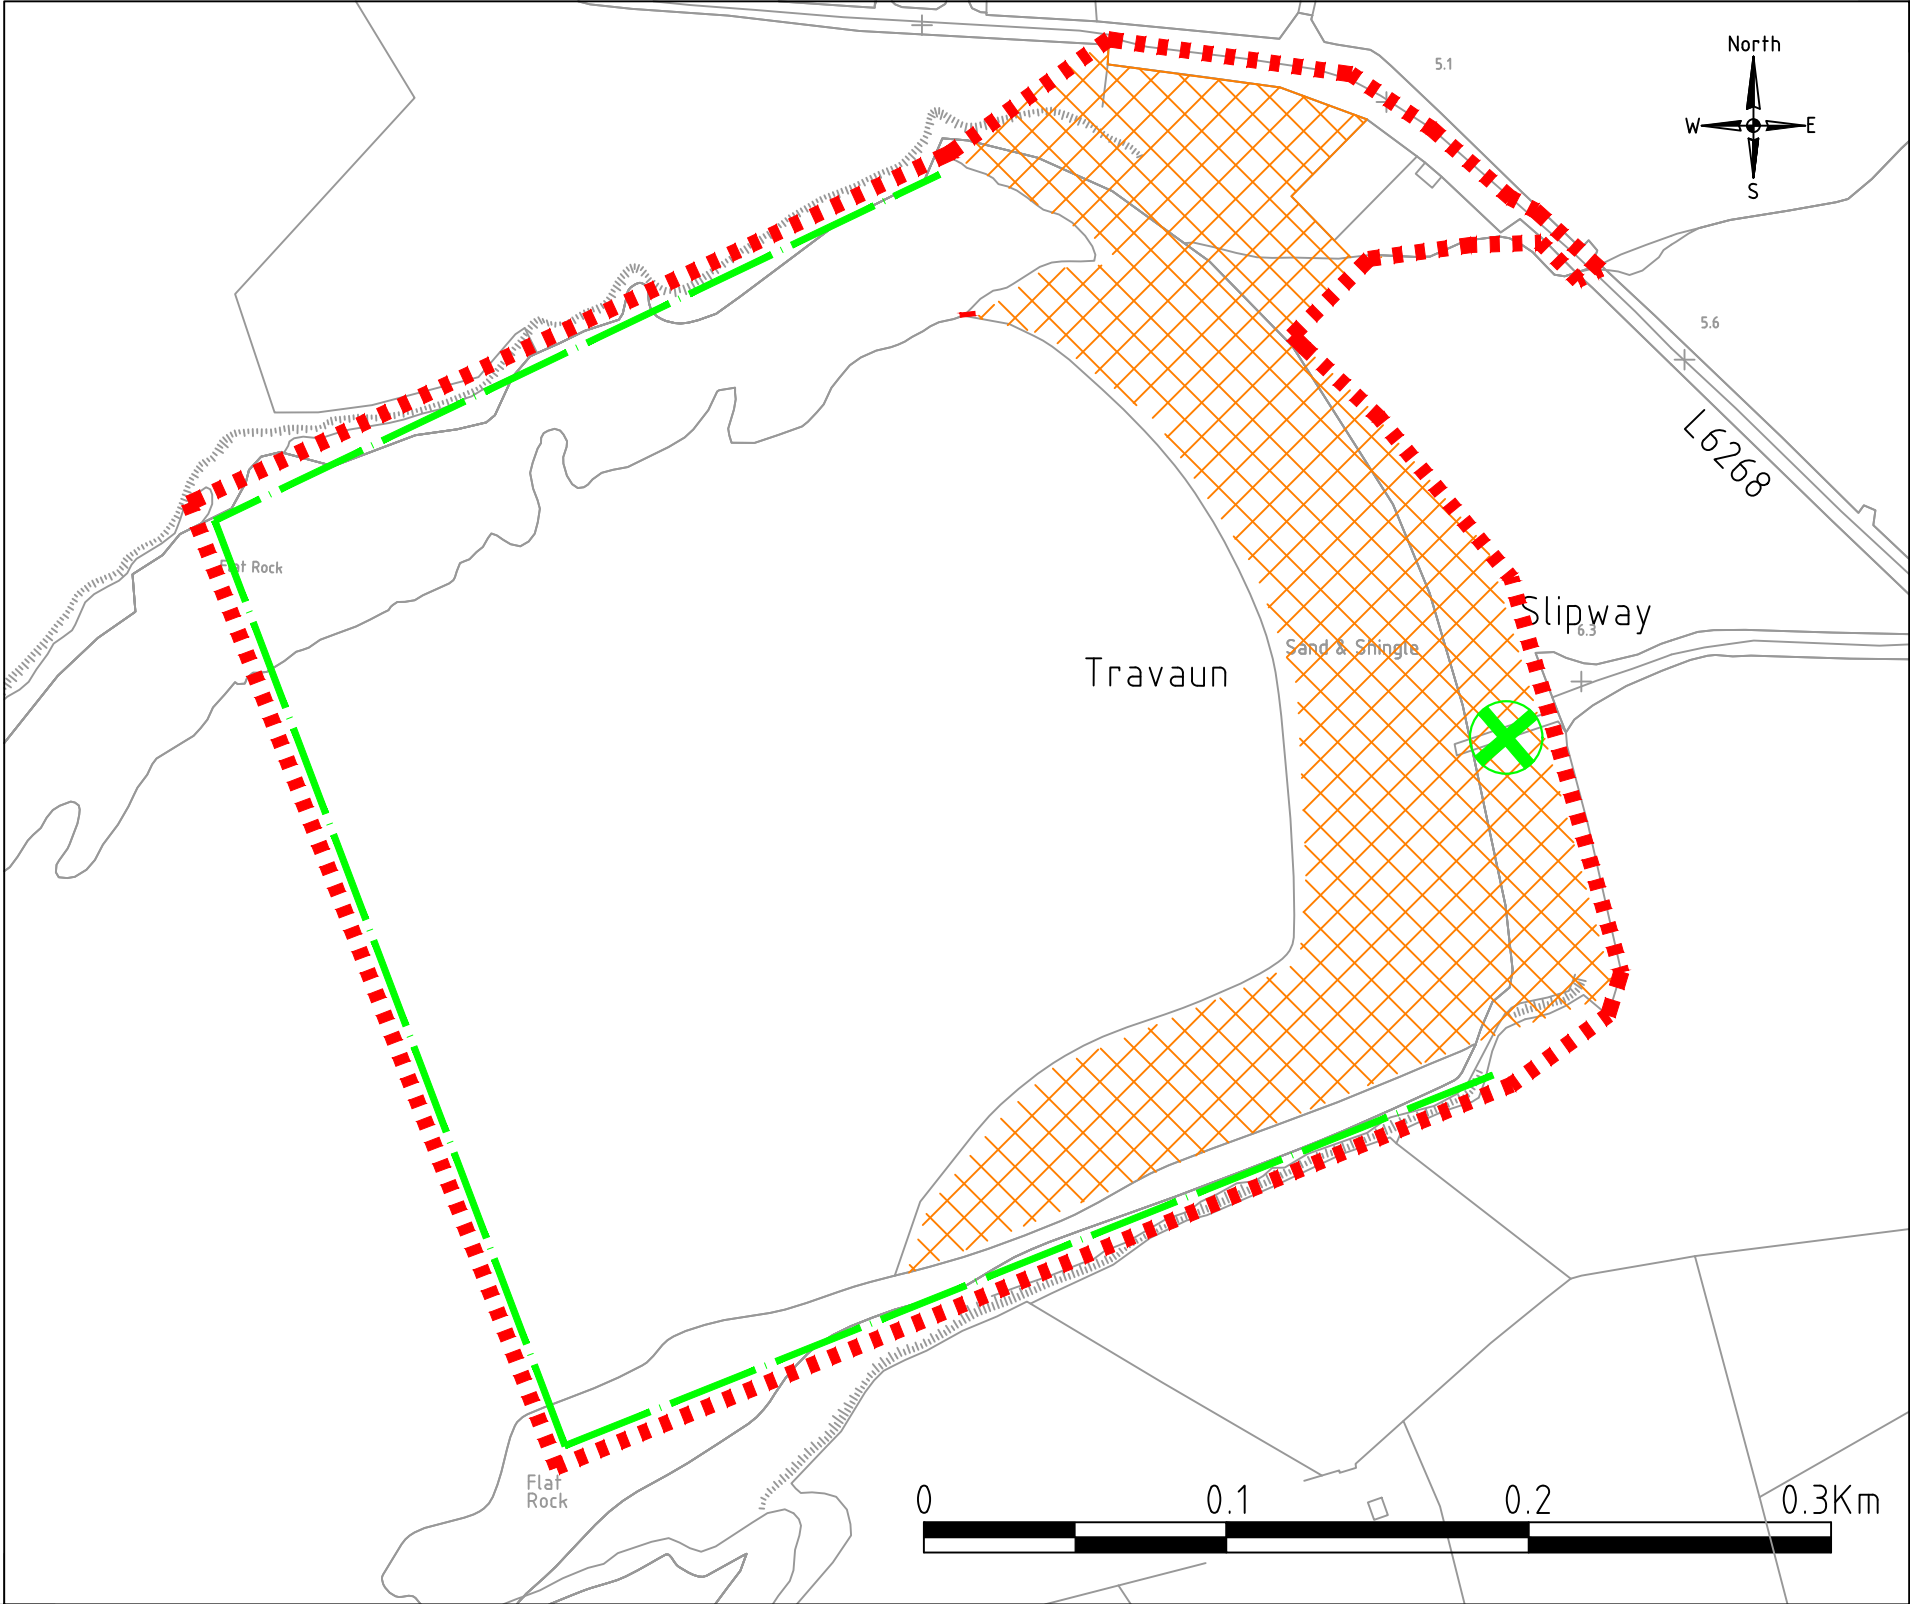 North
5.1
W E
S
5.6
L6268
Flat Rock
Slipway
6.3
Sand & Shingle
Travaun
Flat
Rock
0 0.1 0.2 0.3Km